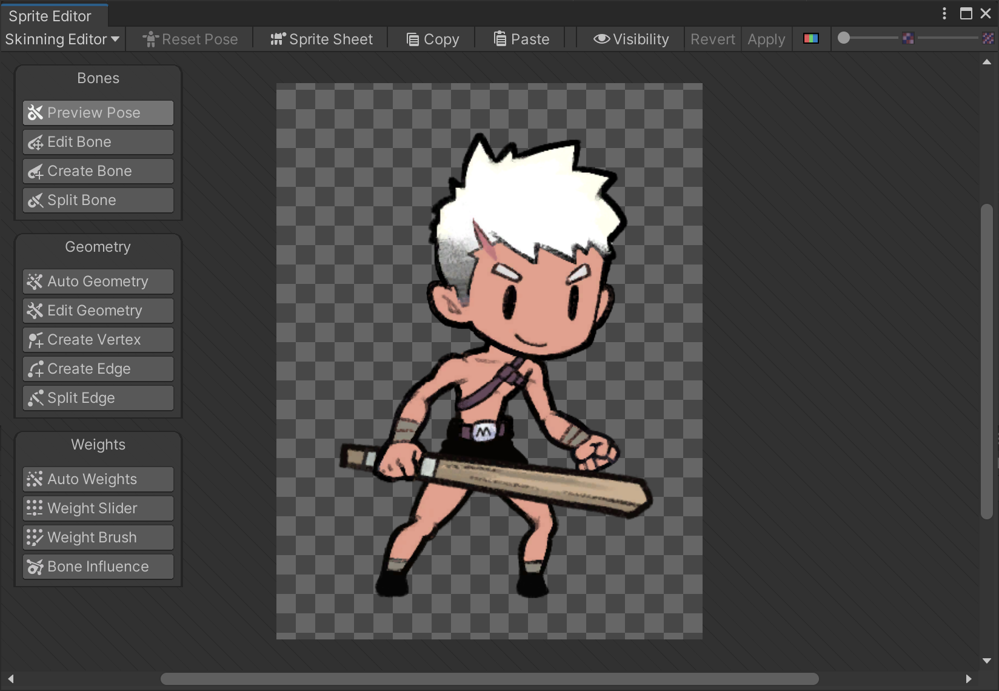 Sprite Editor
Skinning Editor
Reset Pose
Sprite Sheet
Copy
Paste
Visibility
Revert
Apply
Bones
Preview Pose
Edit Bone
Create Bone
Split Bone
Geometry
Auto Geometry
Edit Geometry
Create Vertex
Create Edge
Split Edge
Weights
Auto Weights
Weight Slider
Weight Brush
Bone Influence
M